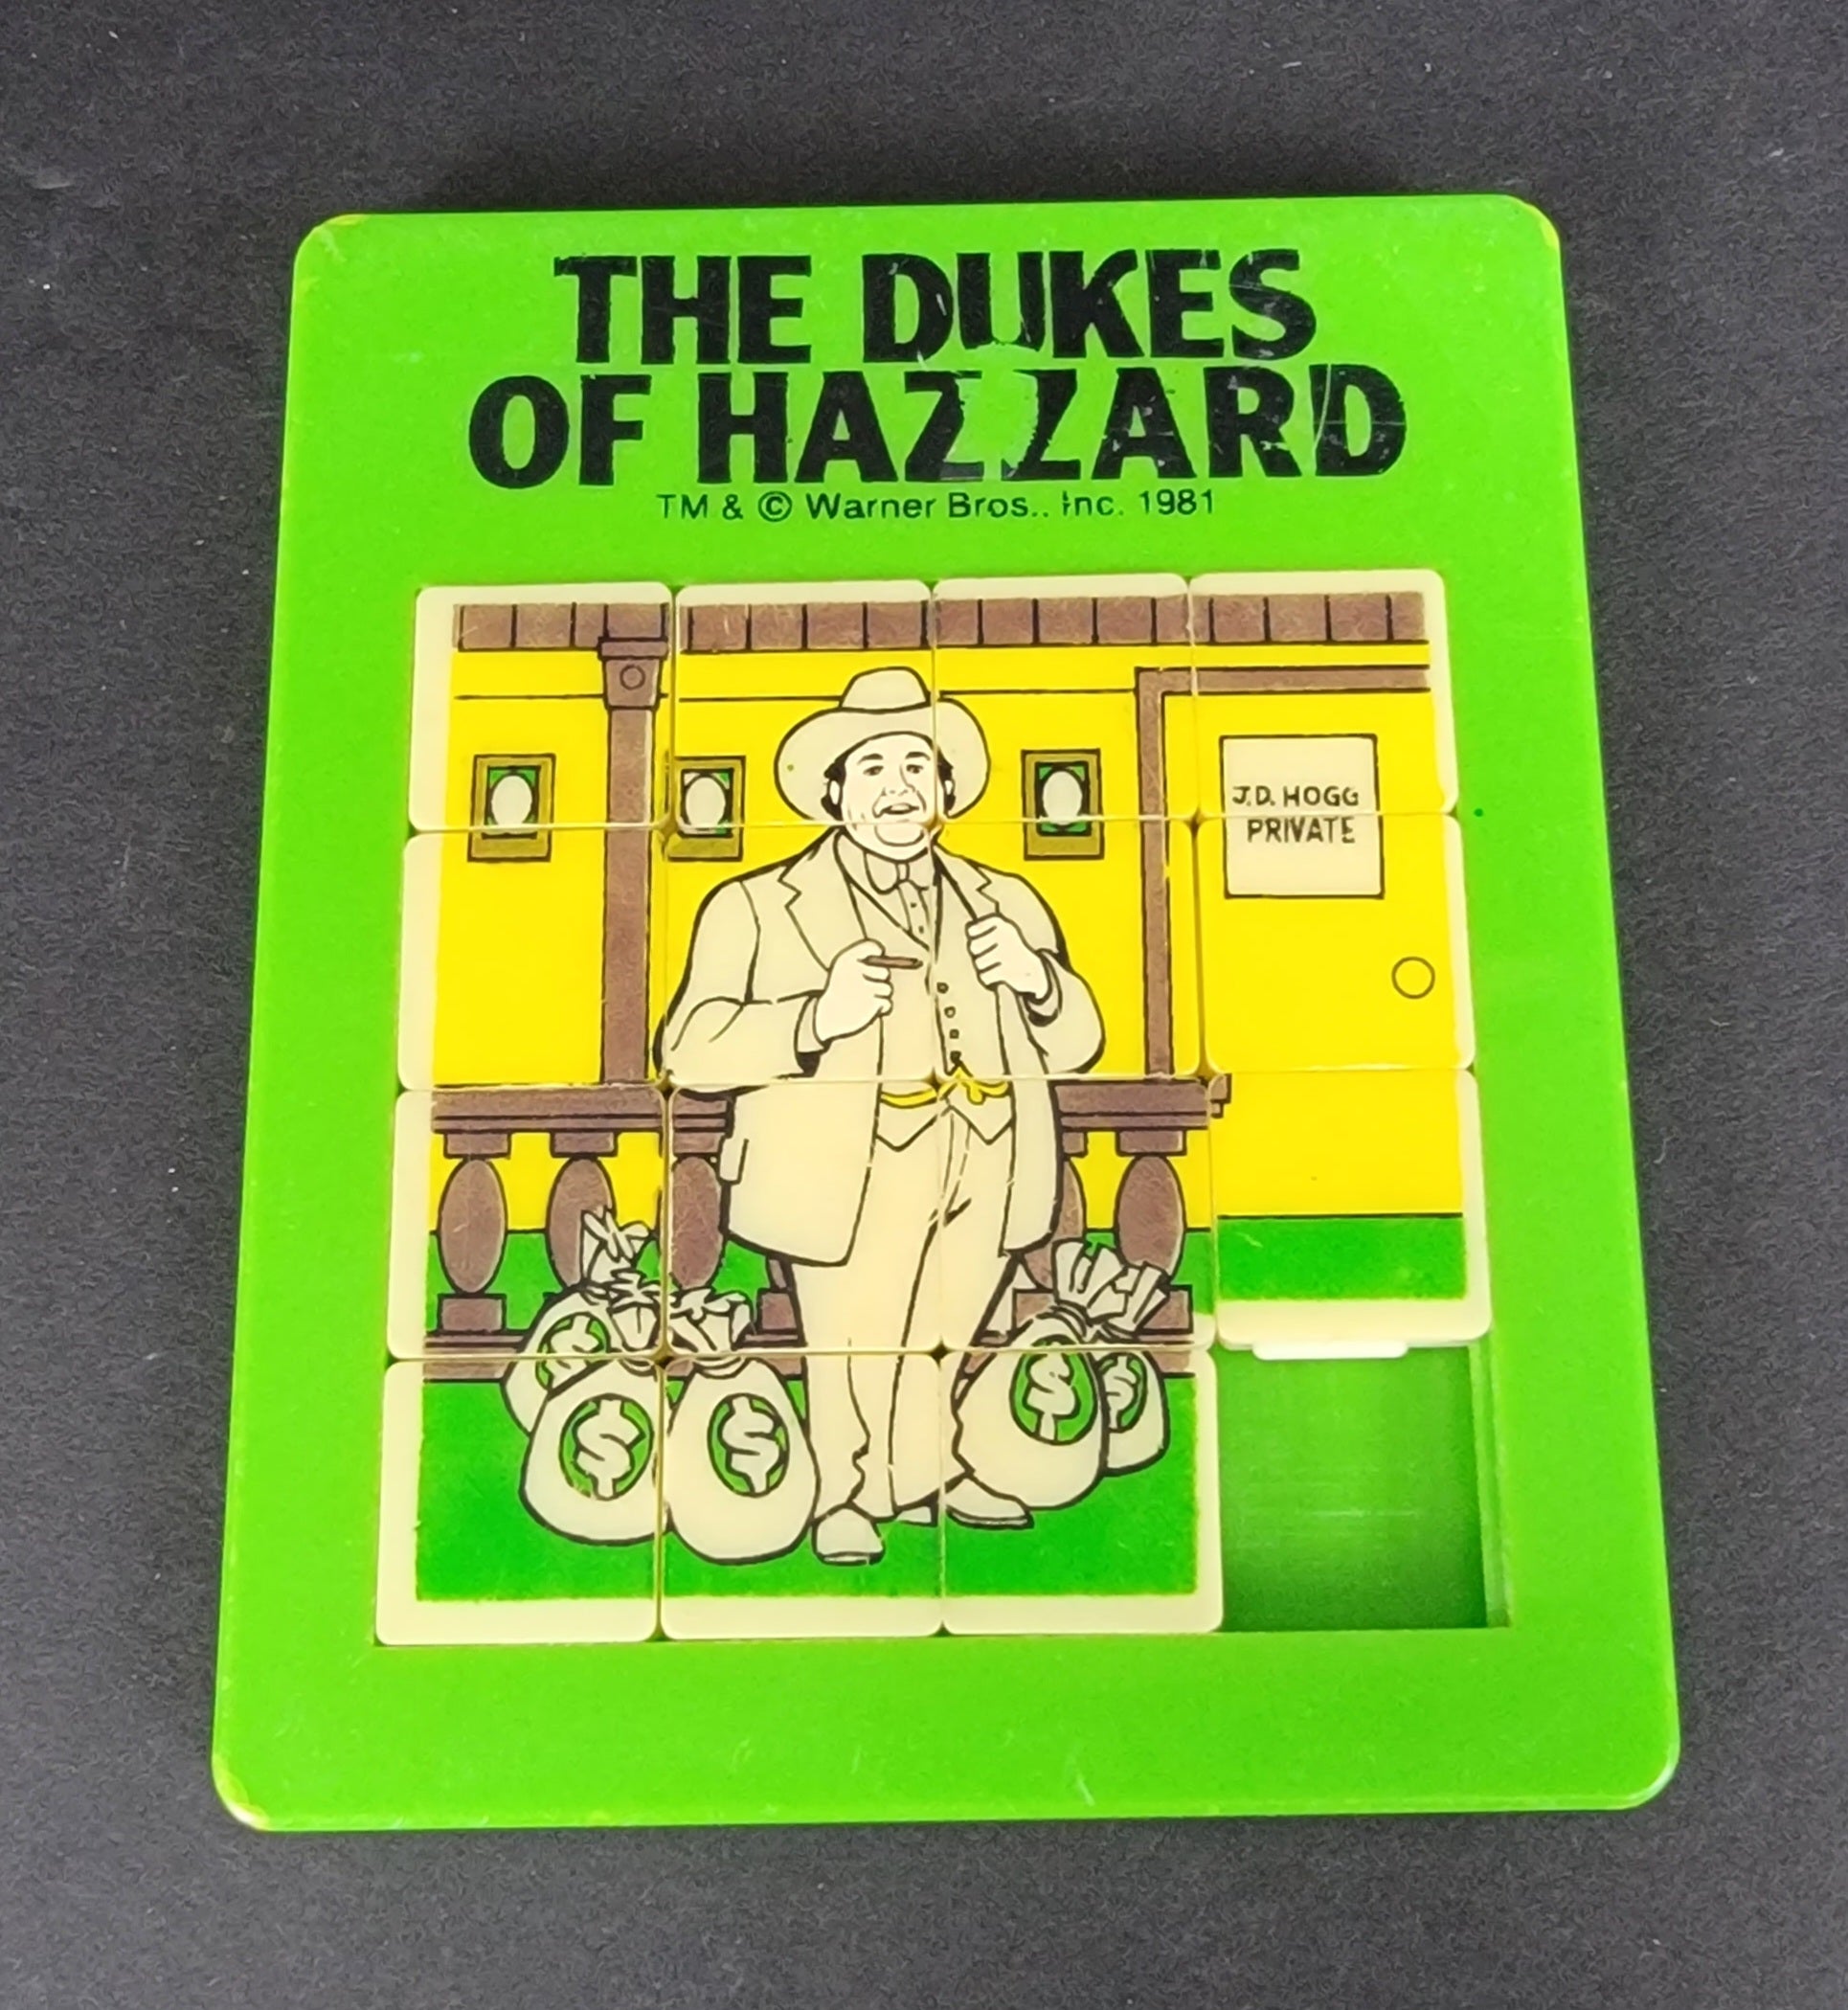 THE DUKES
OF HAZZARD
TM & © Warner Bros.. Inc. 1981
J.D. HOGG
PRIVATE
$
$
$
$
$